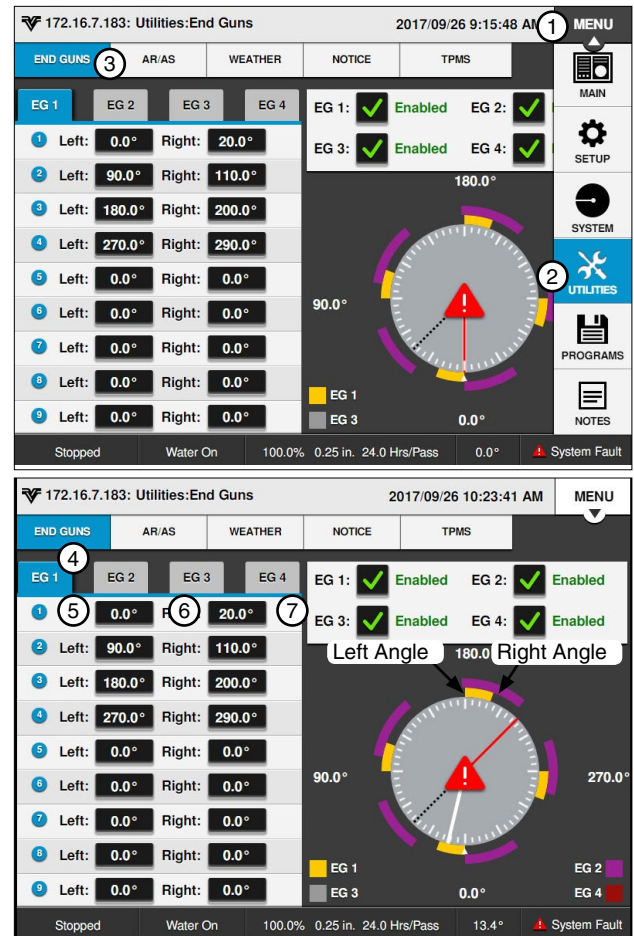 172.16.7.183: Utilities:End Guns 2017/09/26 9:15:48 AM 1 MENU
END GUNS 3 AR/AS WEATHER NOTICE TPMS
MAIN
EG 1 EG 2 EG 3 EG 4
EG 1: Enabled EG 2:
EG 3: Enabled EG 4:
1 Left: 0.0° Right: 20.0°
2 Left: 90.0° Right: 110.0°
3 Left: 180.0° Right: 200.0°
4 Left: 270.0° Right: 290.0°
5 Left: 0.0° Right: 0.0°
6 Left: 0.0° Right: 0.0°
7 Left: 0.0° Right: 0.0°
8 Left: 0.0° Right: 0.0°
9 Left: 0.0° Right: 0.0°
180.0°
90.0°
EG 1
EG 3
0.0°
SETUP
SYSTEM
2
UTILITIES
PROGRAMS
NOTES
Stopped Water On 100.0% 0.25 in. 24.0 Hrs/Pass 0.0° System Fault
172.16.7.183: Utilities:End Guns 2017/09/26 10:23:41 AM MENU
END GUNS AR/AS WEATHER NOTICE TPMS
4
EG 1 EG 2 EG 3 EG 4
EG 1: Enabled EG 2: Enabled
EG 3: Enabled EG 4: Enabled
1 5 0.0° 6 20.0° 7
2 Left: 90.0° Right: 110.0°
3 Left: 180.0° Right: 200.0°
4 Left: 270.0° Right: 290.0°
5 Left: 0.0° Right: 0.0°
6 Left: 0.0° Right: 0.0°
7 Left: 0.0° Right: 0.0°
8 Left: 0.0° Right: 0.0°
9 Left: 0.0° Right: 0.0°
Left Angle 180.0 Right Angle
90.0°
270.0°
EG 1 EG 2
EG 3 0.0° EG 4
Stopped Water On 100.0% 0.25 in. 24.0 Hrs/Pass 13.4° System Fault